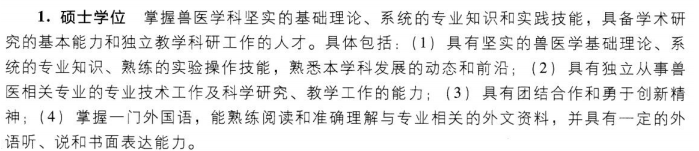 1. 硕士学位 掌握兽医学科坚实的基础理论、系统的专业知识和实践技能，具备学术研
究的基本能力和独立教学科研工作的人才。具体包括：（1）具有坚实的兽医学基础理论、系
统的专业知识、熟练的实验操作技能，熟悉本学科发展的动态和前沿；（2）具有独立从事兽
医相关专业的专业技术工作及科学研究、教学工作的能力；（3）具有团结合作和勇于创新精
神；（4）掌握一门外国语，能熟练阅读和准确理解与专业相关的外文资料，并具有一定的外
语听、说和书面表达能力。